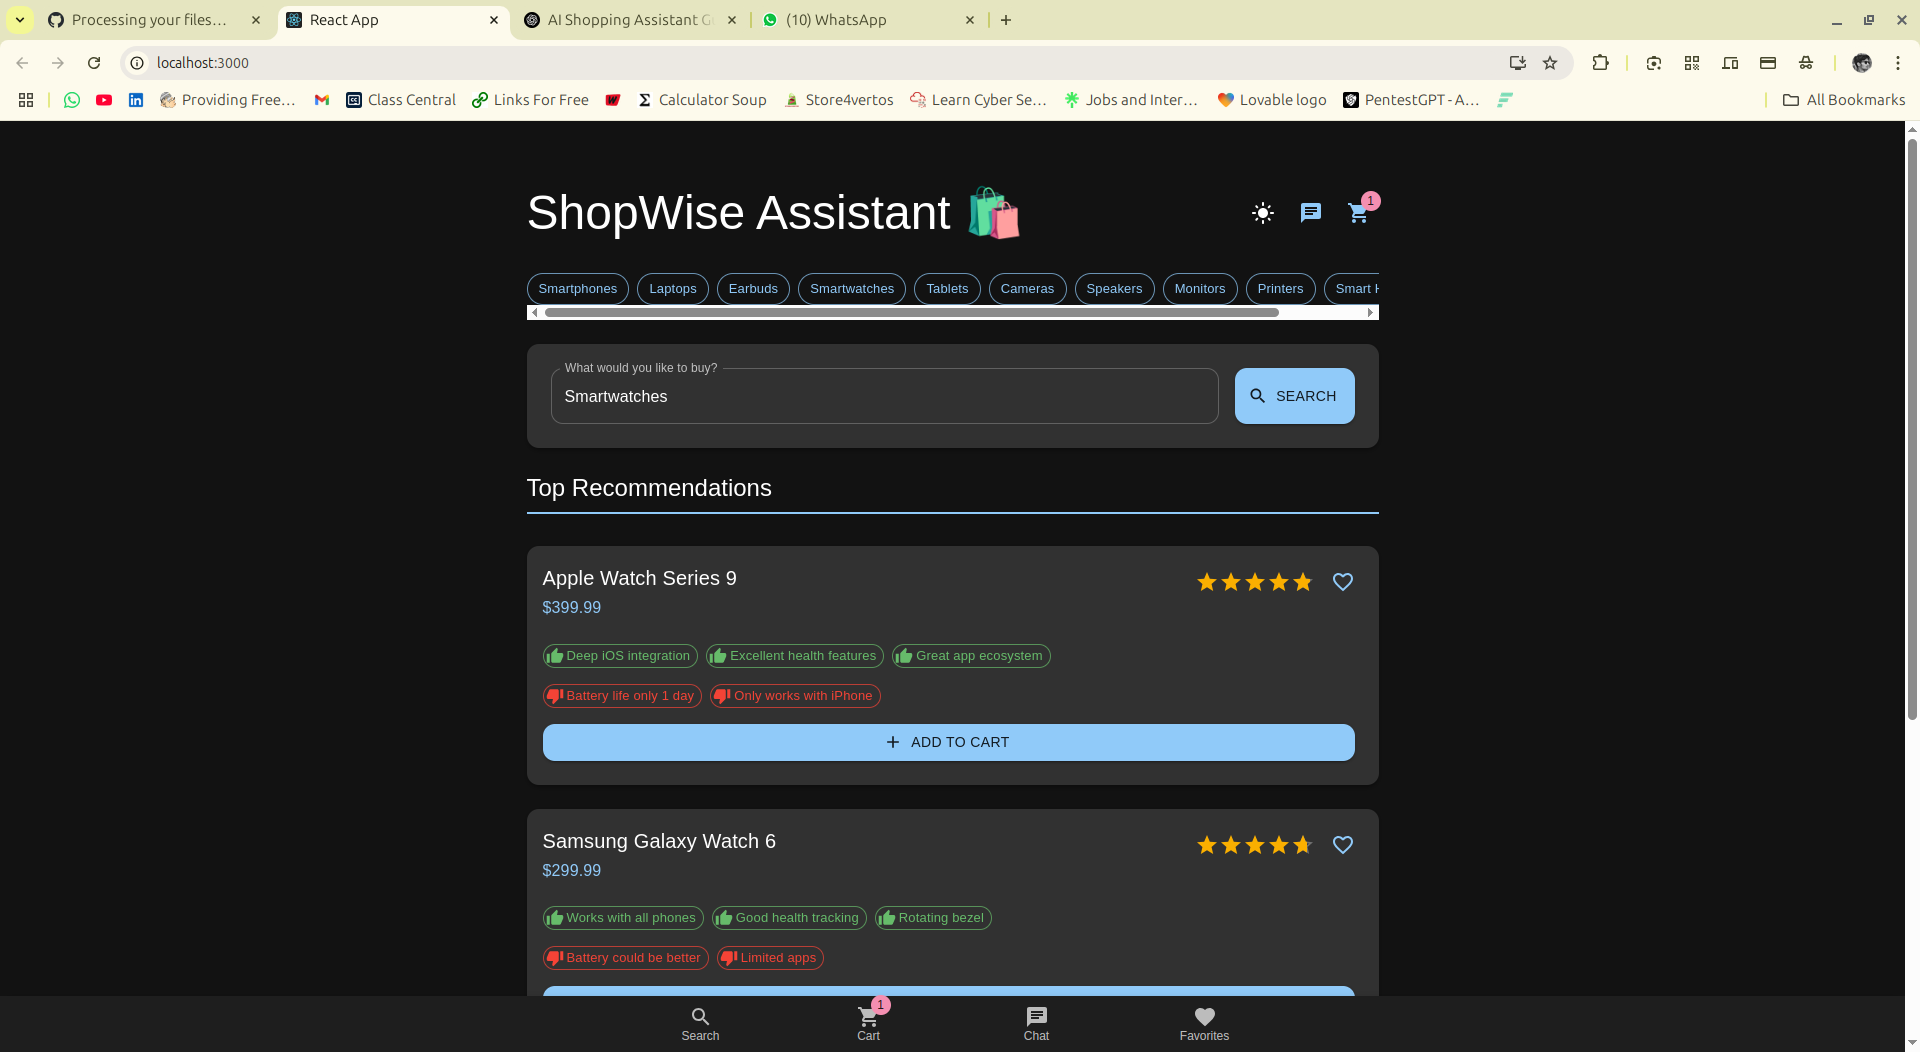 Processing your files…
React App
AI Shopping Assistant G
(10) WhatsApp
localhost:3000
Providing Free…
Class Central
Links For Free
Calculator Soup
Store4vertos
Learn Cyber Se…
Jobs and Inter…
Lovable logo
PentestGPT - A…
All Bookmarks
ShopWise Assistant
1
Smartphones
Laptops
Earbuds
Smartwatches
Tablets
Cameras
Speakers
Monitors
Printers
Smart H
What would you like to buy?
Smartwatches
SEARCH
Top Recommendations
Apple Watch Series 9
$399.99
Deep iOS integration
Excellent health features
Great app ecosystem
Battery life only 1 day
Only works with iPhone
ADD TO CART
Samsung Galaxy Watch 6
$299.99
Works with all phones
Good health tracking
Rotating bezel
Battery could be better
Limited apps
Search
1
Cart
Chat
Favorites